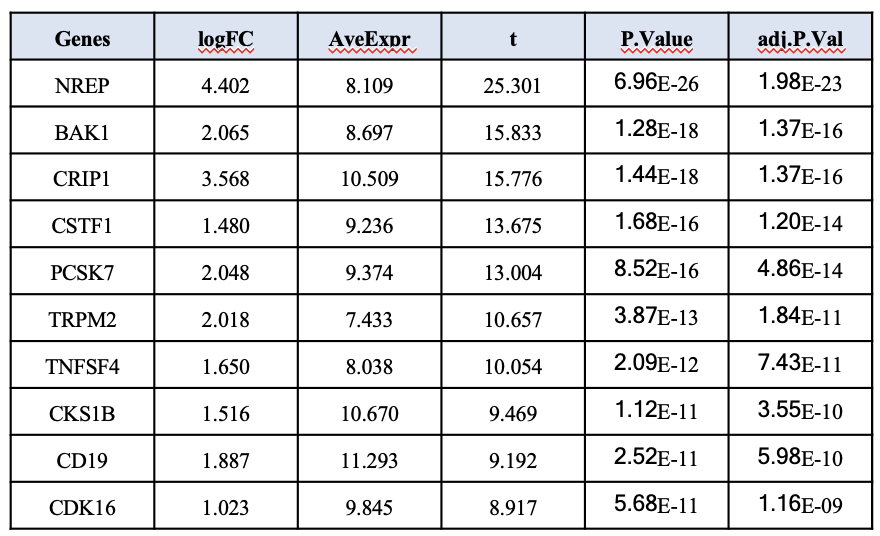 Genes logFC AveExpr t P.Value adj.P.Val
NREP 4.402 8.109 25.301 6.96E-26 1.98E-23
BAK1 2.065 8.697 15.833 1.28E-18 1.37E-16
CRIP1 3.568 10.509 15.776 1.44E-18 1.37E-16
CSTF1 1.480 9.236 13.675 1.68E-16 1.20E-14
PCSK7 2.048 9.374 13.004 8.52E-16 4.86E-14
TRPM2 2.018 7.433 10.657 3.87E-13 1.84E-11
TNFSF4 1.650 8.038 10.054 2.09E-12 7.43E-11
CKS1B 1.516 10.670 9.469 1.12E-11 3.55E-10
CD19 1.887 11.293 9.192 2.52E-11 5.98E-10
CDK16 1.023 9.845 8.917 5.68E-11 1.16E-09